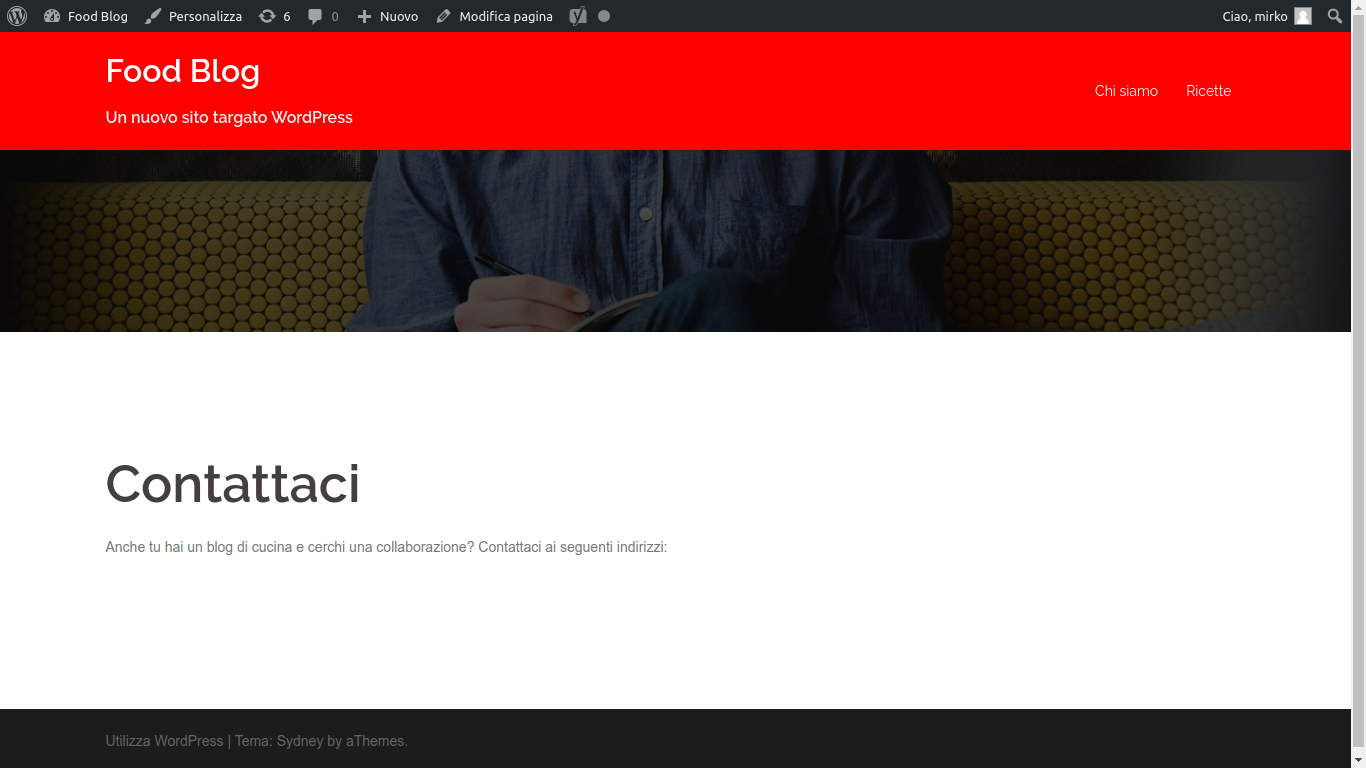 Food Blog Personalizza 6 0 Nuovo Modifica pagina Ciao, mirko
Food Blog
Chi siamo Ricette
Un nuovo sito targato WordPress
Contattaci
Anche tu hai un blog di cucina e cerchi una collaborazione? Contattaci ai seguenti indirizzi:
Utilizza WordPress | Tema: Sydney by aThemes.